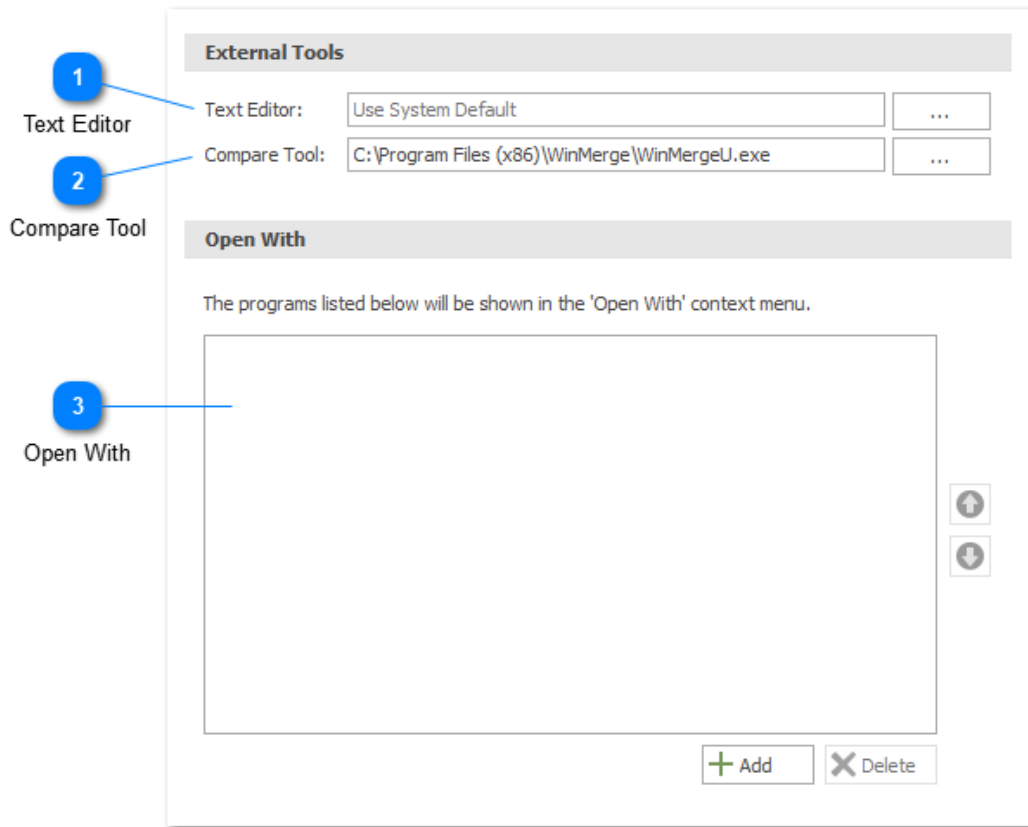 External Tools
1
Text Editor
Text Editor: Use System Default ...
Compare Tool: C:\Program Files (x86)\WinMerge\WinMergeU.exe ...
2
Compare Tool
Open With
The programs listed below will be shown in the 'Open With' context menu.
3
Open With
Add Delete